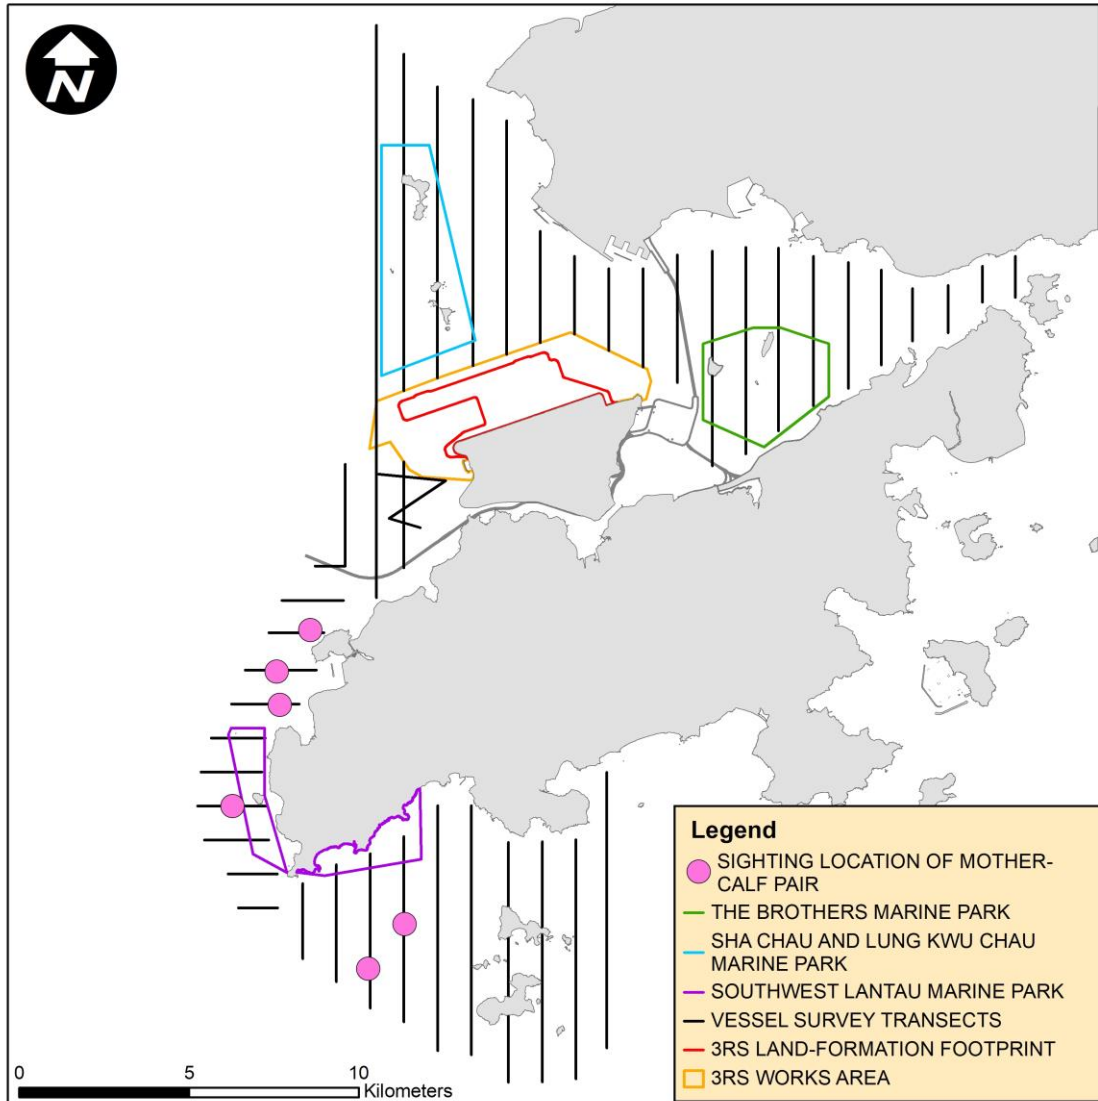 N
Legend
SIGHTING LOCATION OF MOTHER-
CALF PAIR
THE BROTHERS MARINE PARK
SHA CHAU AND LUNG KWU CHAU
MARINE PARK
SOUTHWEST LANTAU MARINE PARK
VESSEL SURVEY TRANSECTS
3RS LAND-FORMATION FOOTPRINT
3RS WORKS AREA
0 5 10
Kilometers